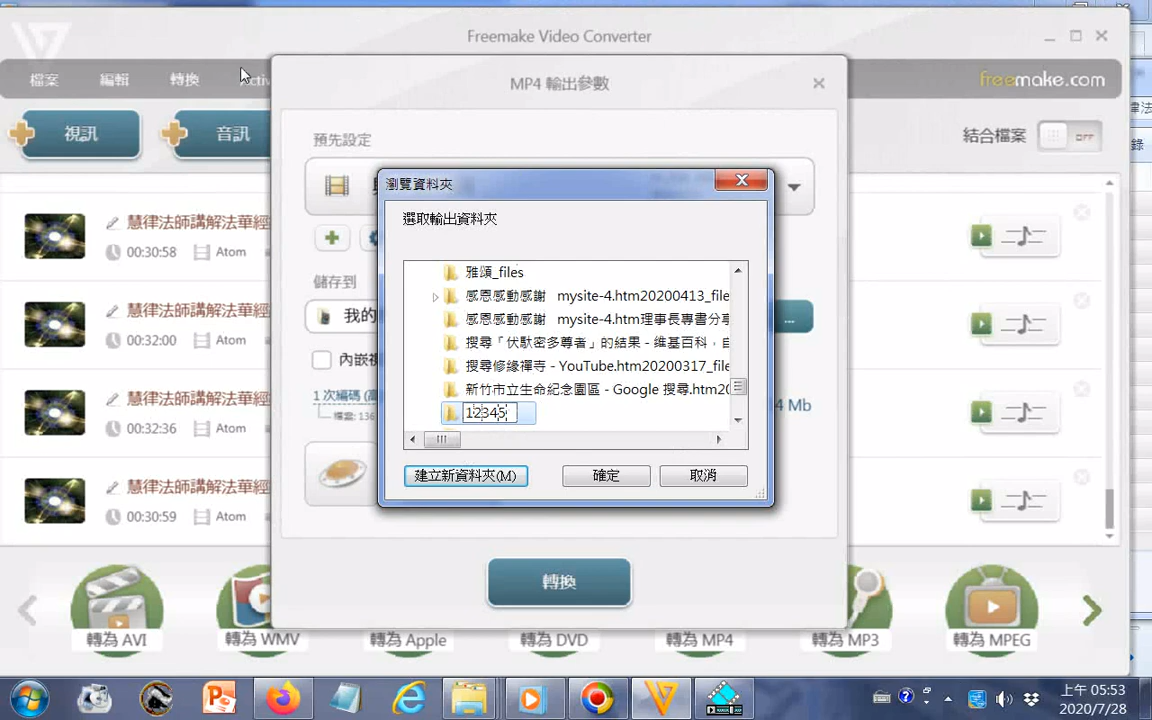 Freemake Video Converter
檔案 編輯 轉換
freemake.com
MP4 輸出參數
視訊
音訊
結合檔案
OFF
預先設定
瀏覽資料夾
選取輸出資料夾
慧律法師講解法華經
00:30:58 Atom
慧律法師講解法華經
00:32:00 Atom
慧律法師講解法華經
00:32:36 Atom
慧律法師講解法華經
00:30:59 Atom
儲存到
我的
...
內嵌
1 次編碼
4 Mb
雅頌_files
感恩感動感謝 mysite-4.htm20200413_file
感恩感動感謝 mysite-4.htm理事長專書分享
搜尋「伏馱密多尊者」的結果 - 維基百科，自
搜尋修緣禪寺 - YouTube.htm20200317_file
新竹市立生命紀念園區 - Google 搜尋.htm20
12345
建立新資料夾(M)
確定
取消
轉換
轉為 AVI
轉為 WMV
轉為 Apple
轉為 DVD
轉為 MP4
轉為 MP3
轉為 MPEG
上午 05:53
2020/7/28